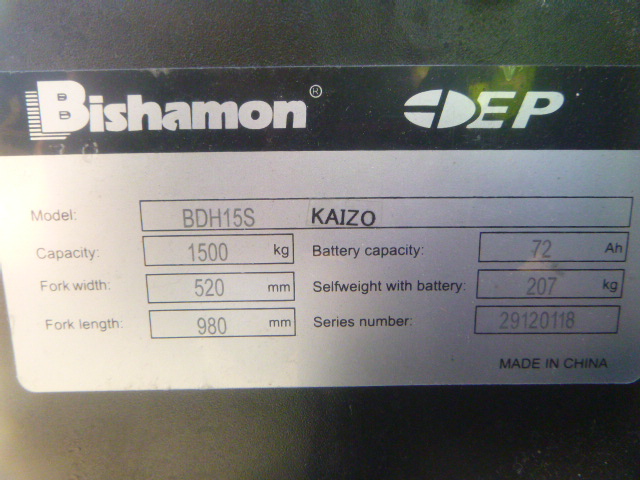 Bishamon® EP
Model: BDH15S KAIZO
Capacity: 1500 kg Battery capacity: 72 Ah
Fork width: 520 mm Selfweight with battery: 207 kg
Fork length: 980 mm Series number: 29120118
MADE IN CHINA